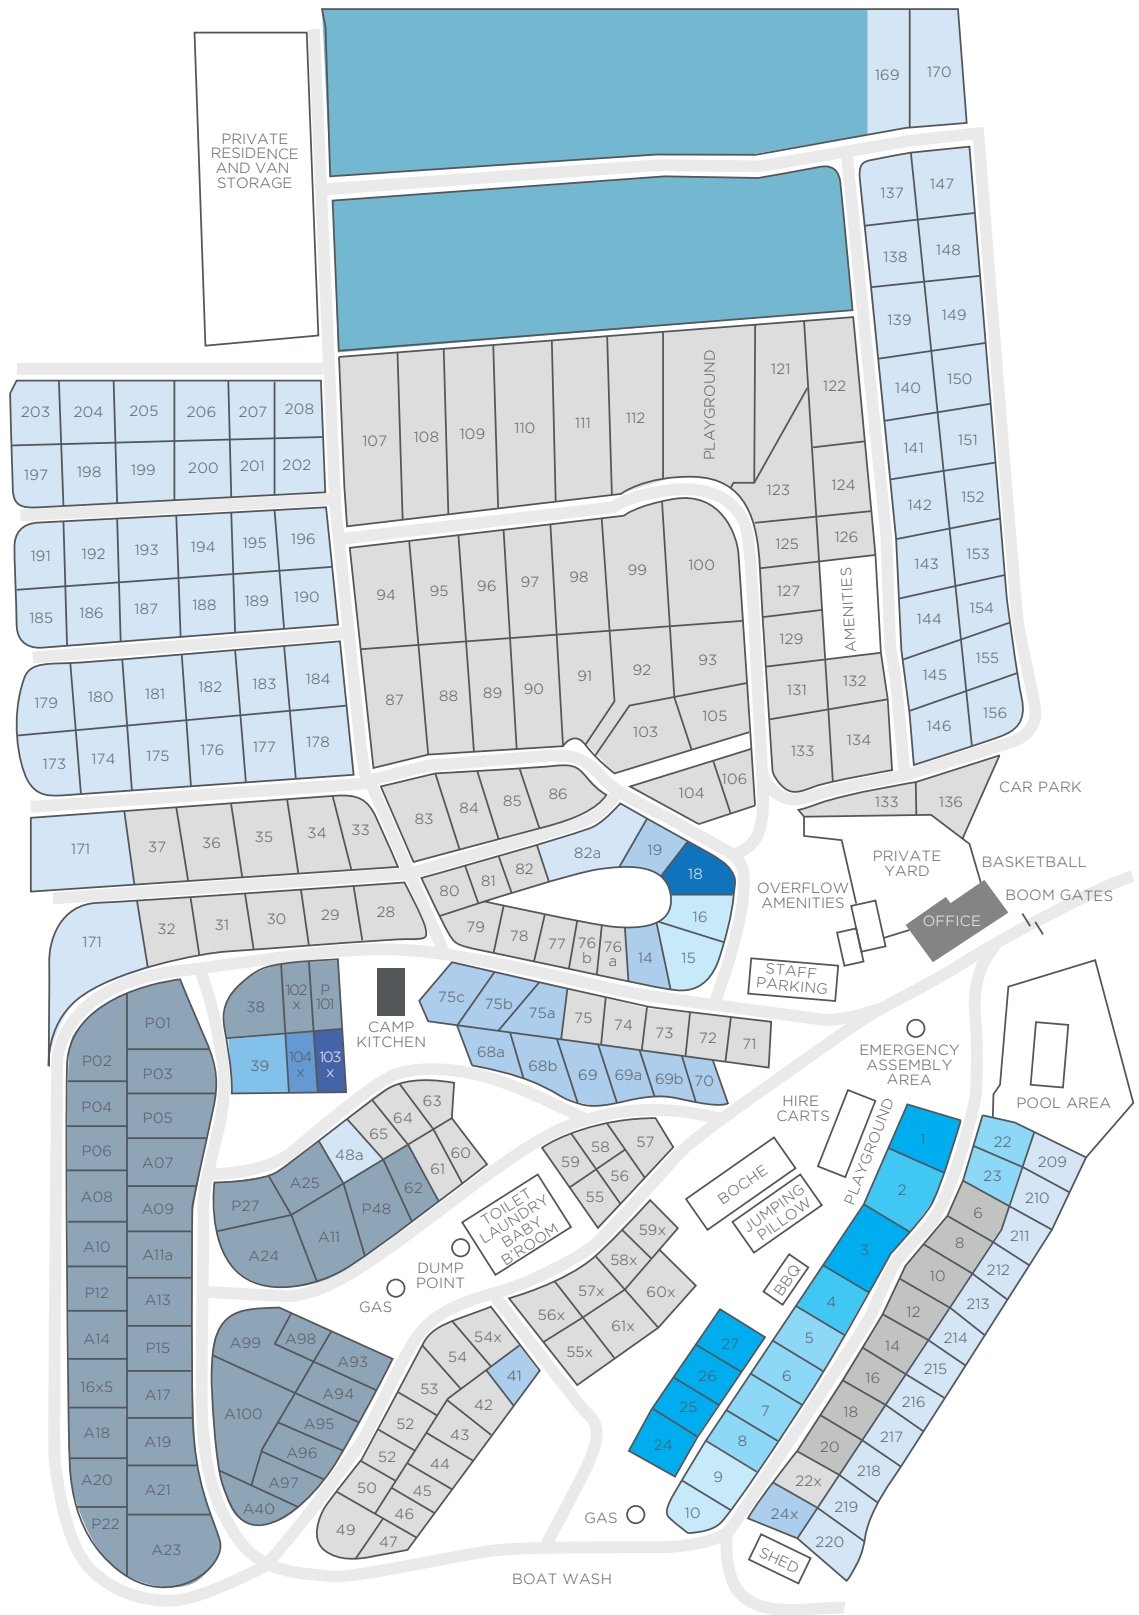 169 170
PRIVATE
RESIDENCE
AND VAN
STORAGE
137 147
138 148
139 149
140 150
141 151
142 152
143 153
144 154
145 155
146 156
203 204 205 206 207 208
197 198 199 200 201 202
191 192 193 194 195 196
185 186 187 188 189 190
179 180 181 182 183 184
173 174 175 176 177 178
107 108 109 110 111 112
PLAYGROUND
121 122
123 124
125 126
127
129
AMENITIES
131 132
133 134
94 95 96 97 98 99 100
87 88 89 90 91 92 93
103 105
104 106
83 84 85 86
171 37 36 35 34 33
171 32 31 30 29 28
80 81 82 82a 19 18
16
15
79 78 77 76
b
76
a
14
133 136
CAR PARK
PRIVATE
YARD
BASKETBALL
BOOM GATES
OVERFLOW
AMENITIES
OFFICE
STAFF
PARKING
38 102
x
P
101
39 104
x
103
x
CAMP
KITCHEN
75c 75b 75a 75 74 73 72 71
68a 68b 69 69a 69b 70
EMERGENCY
ASSEMBLY
AREA
HIRE
CARTS
PLAYGROUND
POOL AREA
P01
P02
P03
P04
P05
P06
A07
A08
A09
A10
A11a
P12
A13
A14
P15
16x5
A17
A18
A19
A20
A21
P22
A23
63
64
65
48a
60
61
62
A25
P27
P48
A11
A24
57
58
59
56
55
BOCHE
JUMPING
PILLOW
TOILET
LAUNDRY
BABY
B'ROOM
DUMP
POINT
GAS
BBQ
59x
58x
57x 60x
56x 61x
55x
A99 A98
A93
A94
A100 A95
A96
A97
A40
54x
54 41
53 42
52 43
52 44
50 45
46
49 47
27
26
25
24
1
2
3
4
5
6
7
8
9
10
22 209
23 210
6 211
8 212
10 213
12 214
14 215
16 216
18 217
20 218
22x 219
24x 220
GAS
SHED
BOAT WASH